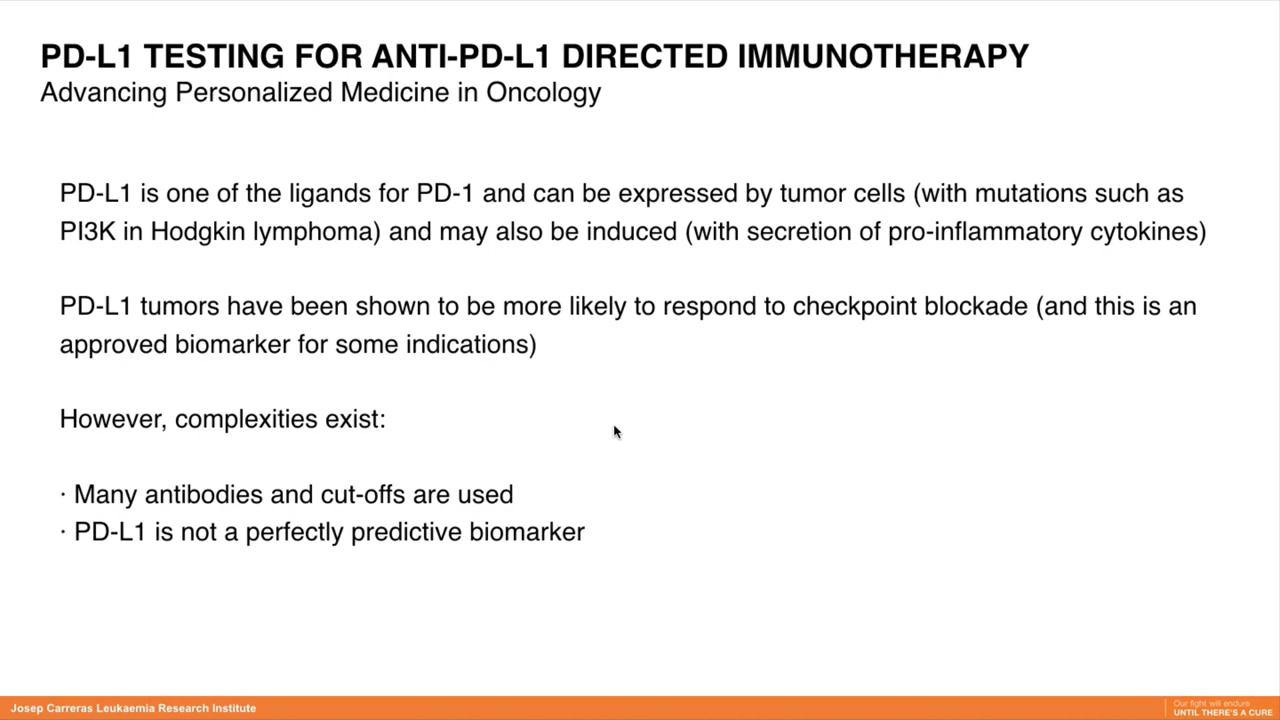 PD-L1 TESTING FOR ANTI-PD-L1 DIRECTED IMMUNOTHERAPY
Advancing Personalized Medicine in Oncology
PD-L1 is one of the ligands for PD-1 and can be expressed by tumor cells (with mutations such as
PI3K in Hodgkin lymphoma) and may also be induced (with secretion of pro-inflammatory cytokines)
PD-L1 tumors have been shown to be more likely to respond to checkpoint blockade (and this is an
approved biomarker for some indications)
However, complexities exist:
· Many antibodies and cut-offs are used
· PD-L1 is not a perfectly predictive biomarker
Josep Carreras Leukaemia Research Institute
Our fight will endure
UNTIL THERE'S A CURE